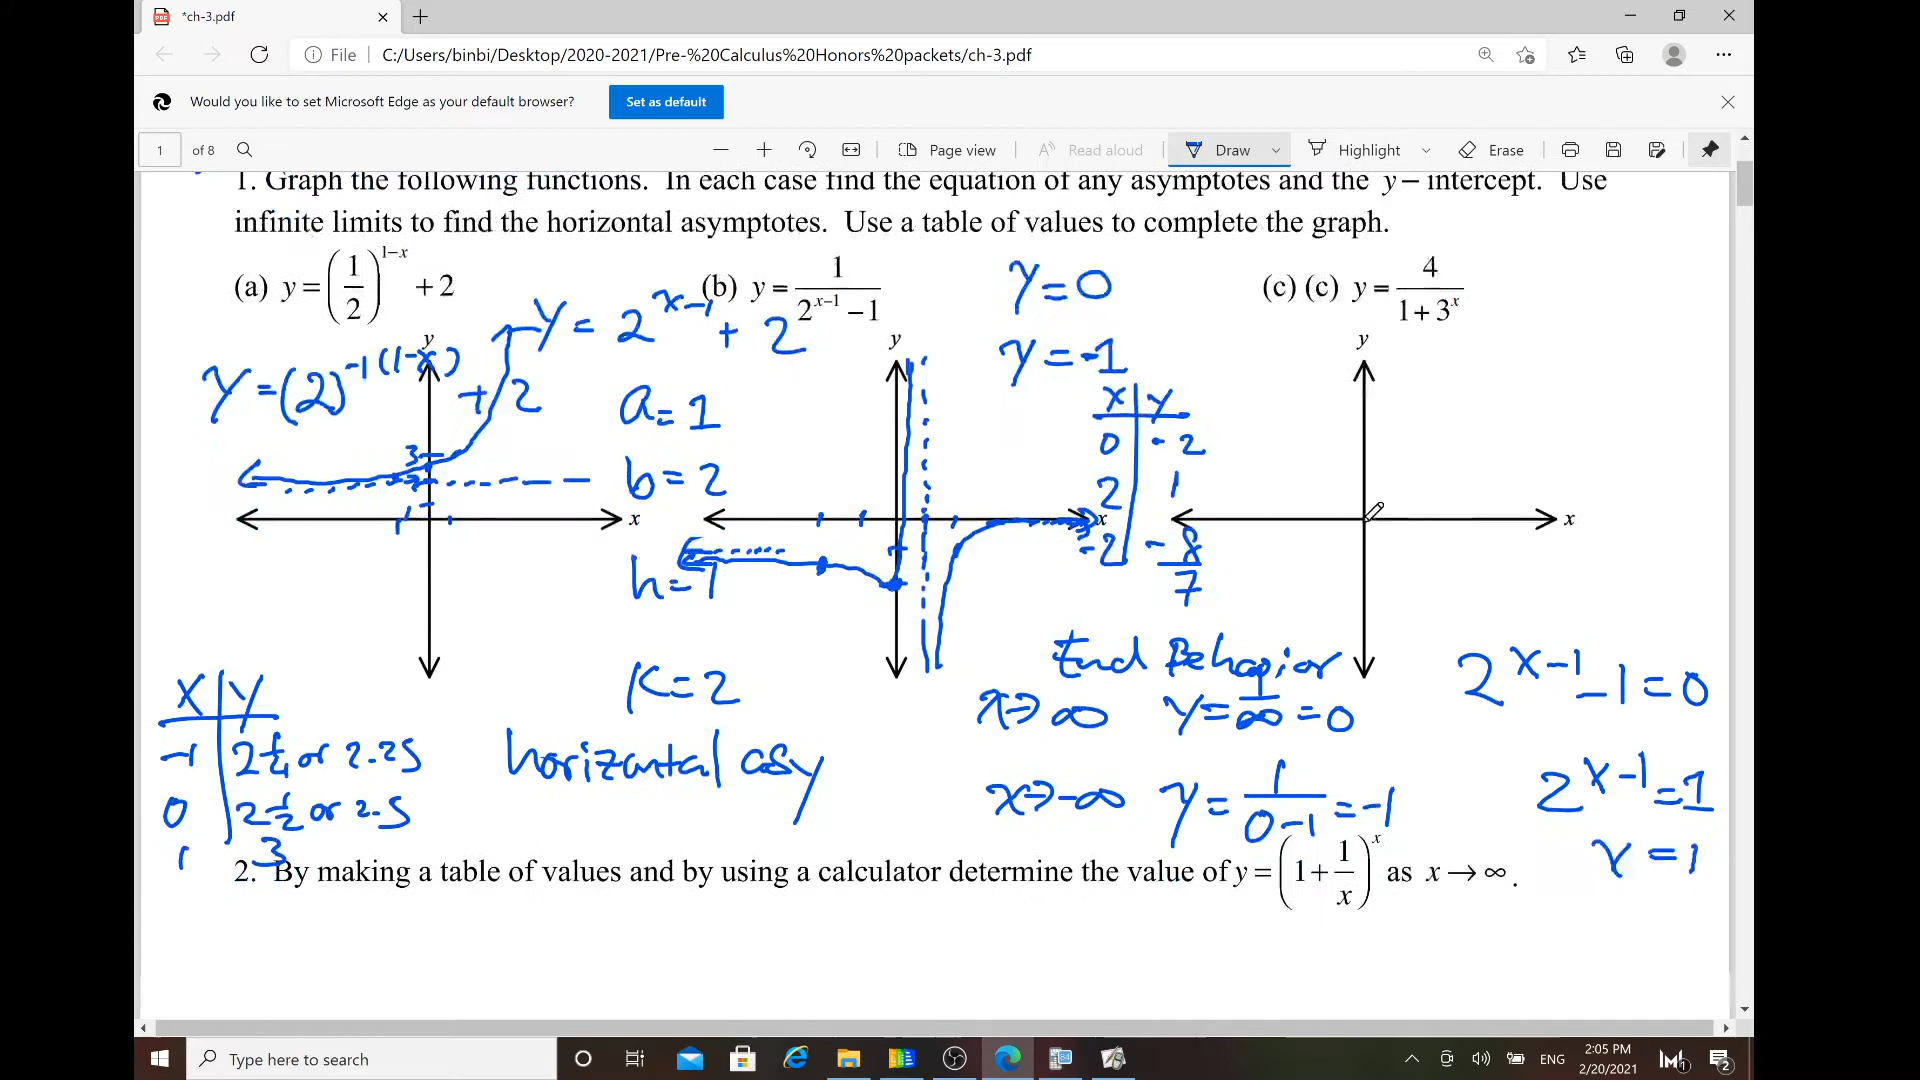 *ch-3.pdf
File C:/Users/binbi/Desktop/2020-2021/Pre-%20Calculus%20Honors%20packets/ch-3.pdf
Would you like to set Microsoft Edge as your default browser? Set as default
1 of 8 Page view Read aloud Draw Highlight Erase
1. Graph the following functions. In each case find the equation of any asymptotes and the y − intercept. Use
infinite limits to find the horizontal asymptotes. Use a table of values to complete the graph.
(a) y = (1/2)^(1−x) + 2
(b) y = 1/(2^(x−1) − 1)
(c) (c) y = 4/(1 + 3^x)
y = 2^(x-1) + 2
y = (2)^(-1(1-x)) + 2
a = 1
b = 2
h = 1
K = 2
horizontal asy
y
x
3
2
1
X | Y
-1 | 2 1/4 or 2.25
0 | 2 1/2 or 2.5
1 | 3
y
x
y = 0
y = -1
X | Y
0 | -2
2 | 1
-2 | -8/7
End Behavior
x→∞ y = 1/∞ = 0
x→-∞ y = 1/(0-1) = -1
y
x
2^(x-1) - 1 = 0
2^(x-1) = 1
x = 1
2. By making a table of values and by using a calculator determine the value of y = (1 + 1/x)^x as x → ∞ .
Type here to search
ENG
2:05 PM
2/20/2021
2